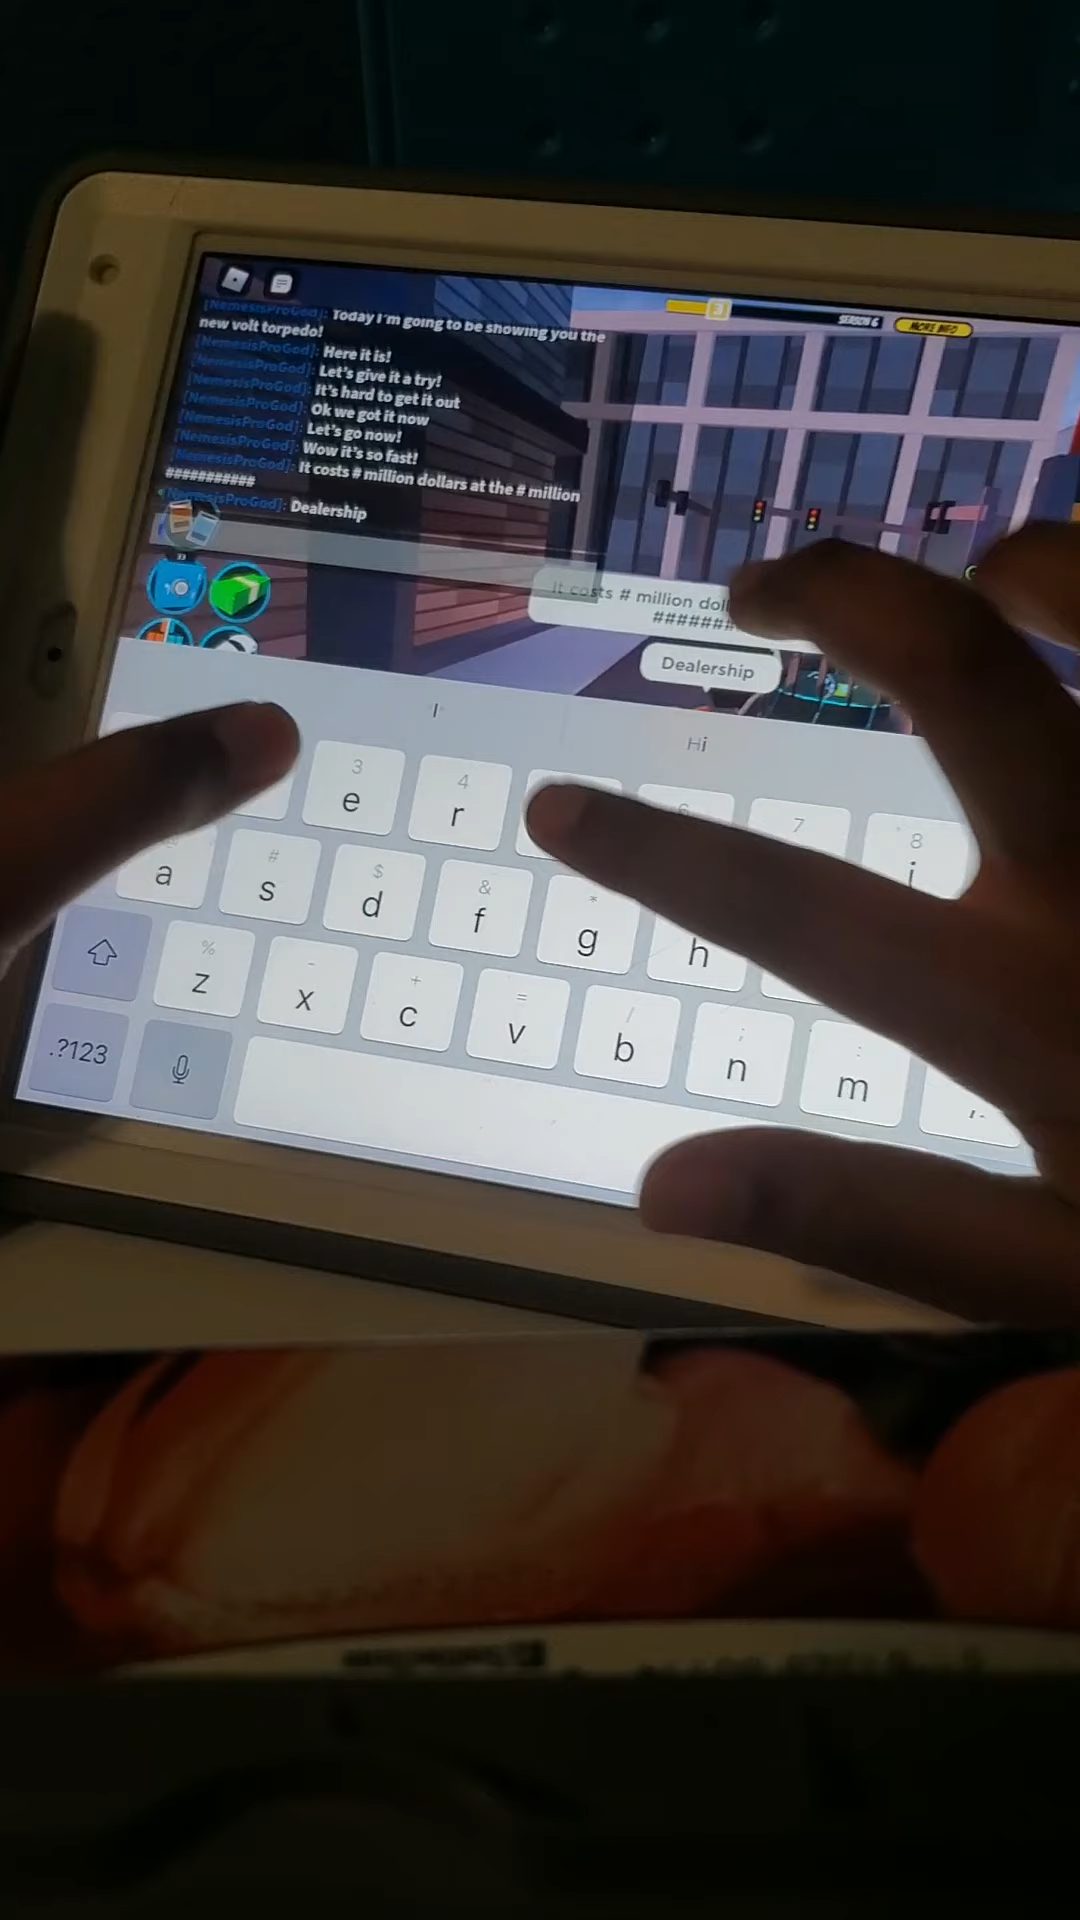 [NemesisProGod]: Today I'm going to be showing you the
new volt torpedo!
[NemesisProGod]: Here it is!
[NemesisProGod]: Let's give it a try!
[NemesisProGod]: It's hard to get it out
[NemesisProGod]: Ok we got it now
[NemesisProGod]: Let's go now!
[NemesisProGod]: Wow it's so fast!
[NemesisProGod]: It costs # million dollars at the # million
###########
[NemesisProGod]: Dealership
3
SEASON 6
MORE INFO
It costs # million
#######
Dealership
I
Hi
3 4 6 7 8
e r
@ # $ & *
a s d f g h
% - + = / ; :
z x c v b n m
.?123